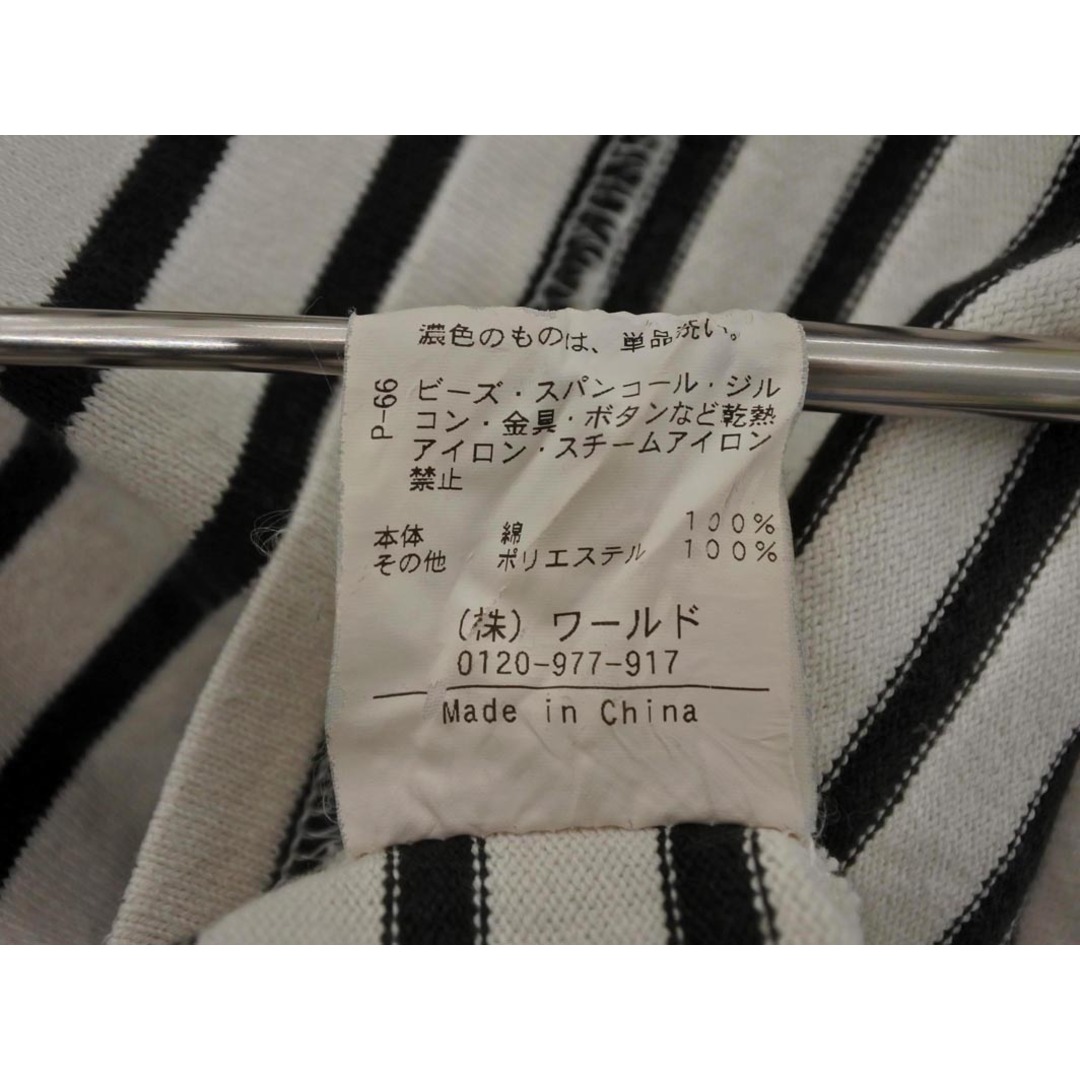 濃色のものは、単品洗い。
P-66
ビーズ・スパンコール・ジル
コン・金具・ボタンなど乾熱
アイロン・スチームアイロン
禁止
本体 綿 100%
その他 ポリエステル 100%
(株) ワールド
0120-977-917
Made in China